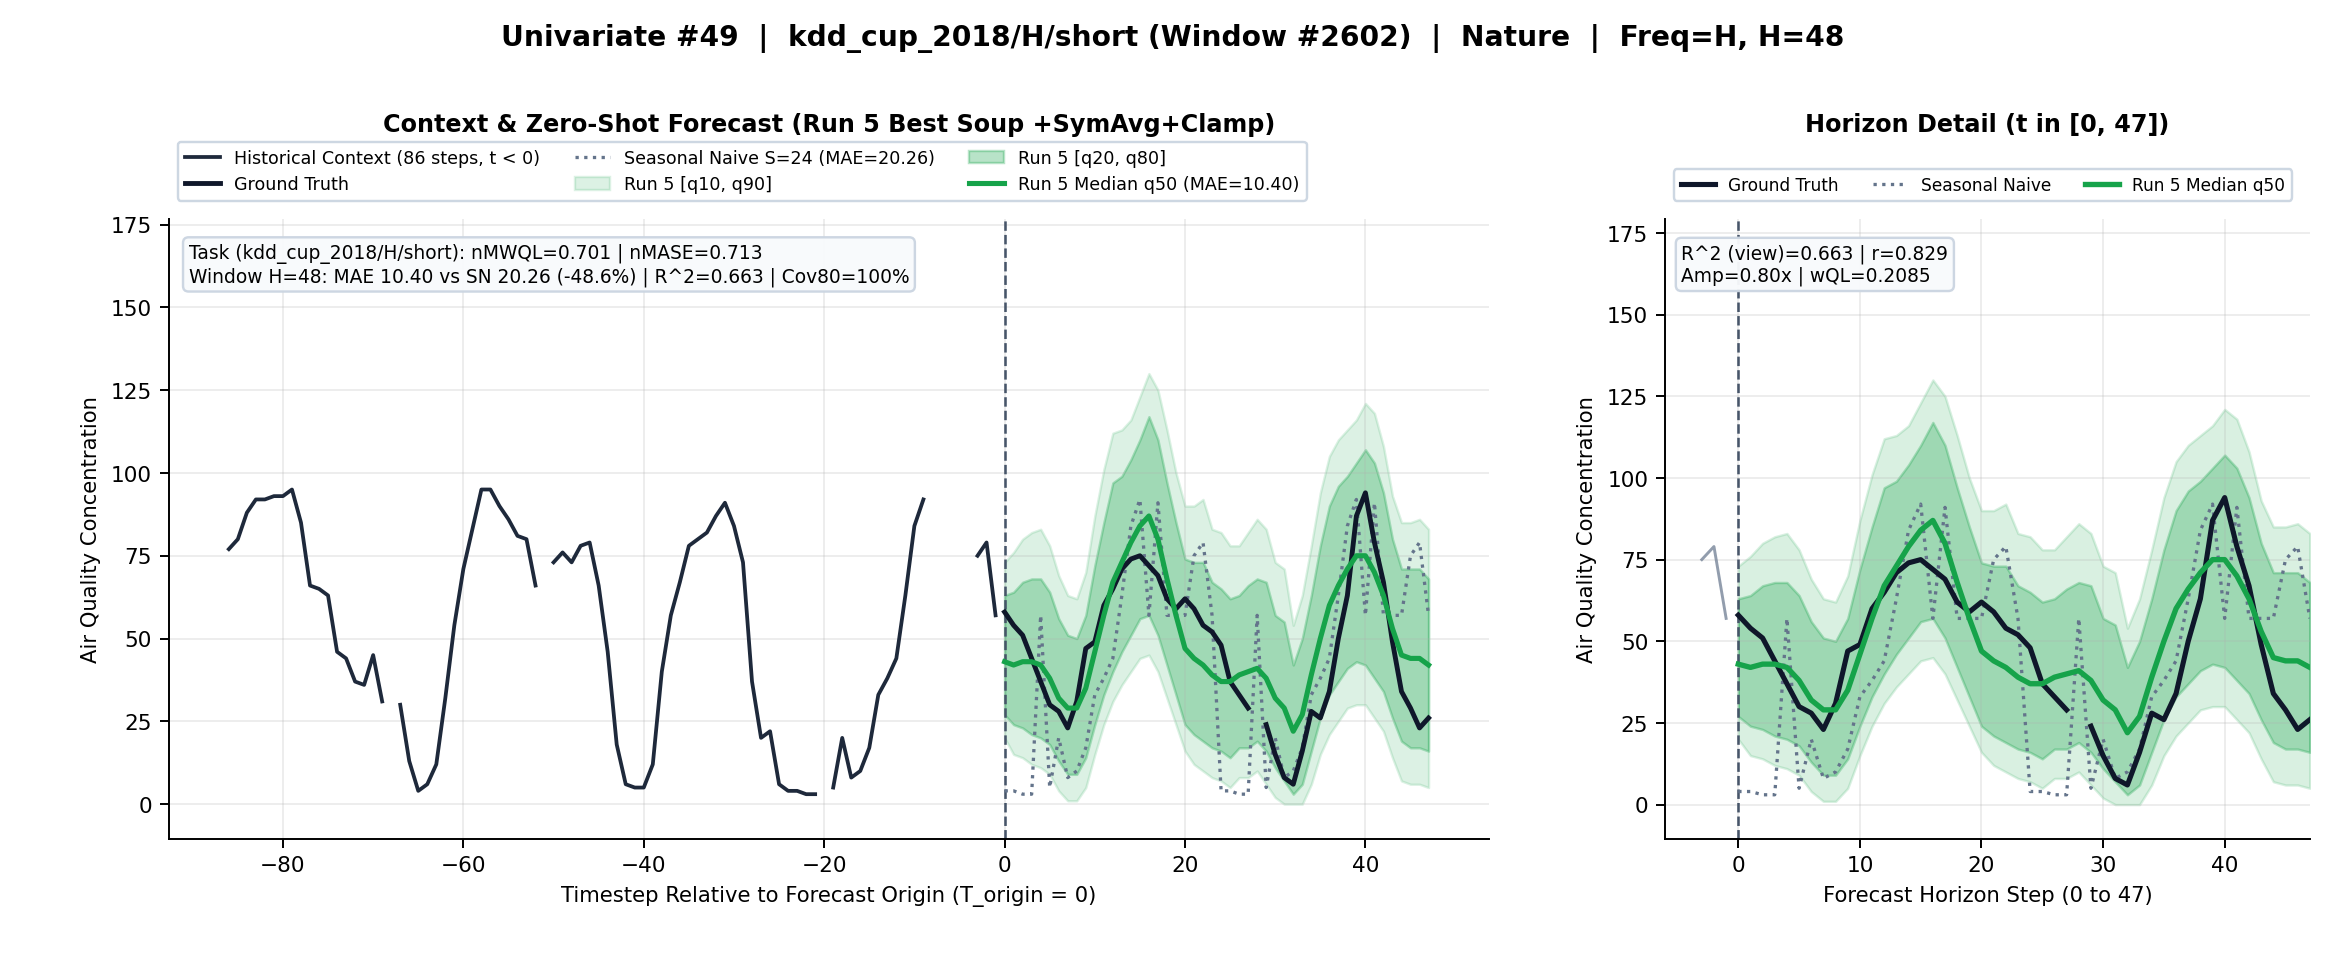 Univariate #49 | kdd_cup_2018/H/short (Window #2602) | Nature | Freq=H, H=48
Context & Zero-Shot Forecast (Run 5 Best Soup +SymAvg+Clamp)
Historical Context (86 steps, t < 0)
Ground Truth
Seasonal Naive S=24 (MAE=20.26)
Run 5 [q10, q90]
Run 5 [q20, q80]
Run 5 Median q50 (MAE=10.40)
Task (kdd_cup_2018/H/short): nMWQL=0.701 | nMASE=0.713
Window H=48: MAE 10.40 vs SN 20.26 (-48.6%) | R^2=0.663 | Cov80=100%
Air Quality Concentration
175
150
125
100
75
50
25
0
−80 −60 −40 −20 0 20 40
Timestep Relative to Forecast Origin (T_origin = 0)
Horizon Detail (t in [0, 47])
Ground Truth Seasonal Naive Run 5 Median q50
R^2 (view)=0.663 | r=0.829
Amp=0.80x | wQL=0.2085
Air Quality Concentration
175
150
125
100
75
50
25
0
0 10 20 30 40
Forecast Horizon Step (0 to 47)